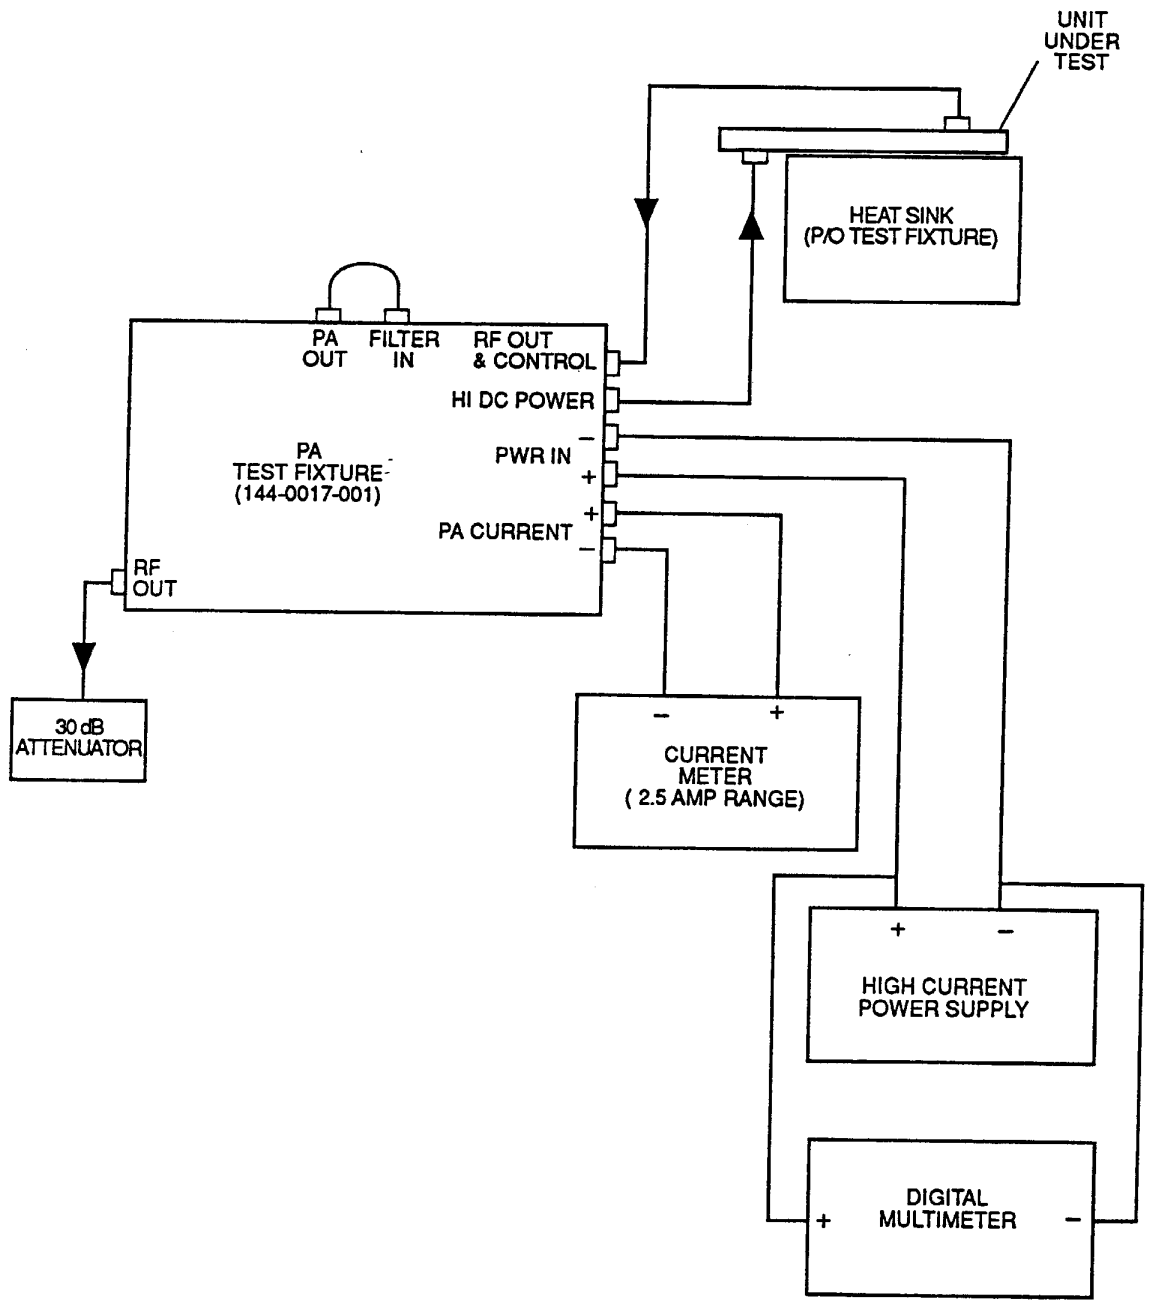 UNIT
UNDER
TEST
HEAT SINK
(P/O TEST FIXTURE)
PA
OUT
FILTER
IN
RF OUT
& CONTROL
HI DC POWER
−
PWR IN
+
PA
TEST FIXTURE
(144-0017-001)
+
PA CURRENT
−
RF
OUT
30 dB
ATTENUATOR
− +
CURRENT
METER
( 2.5 AMP RANGE)
+ −
HIGH CURRENT
POWER SUPPLY
DIGITAL
+ MULTIMETER −